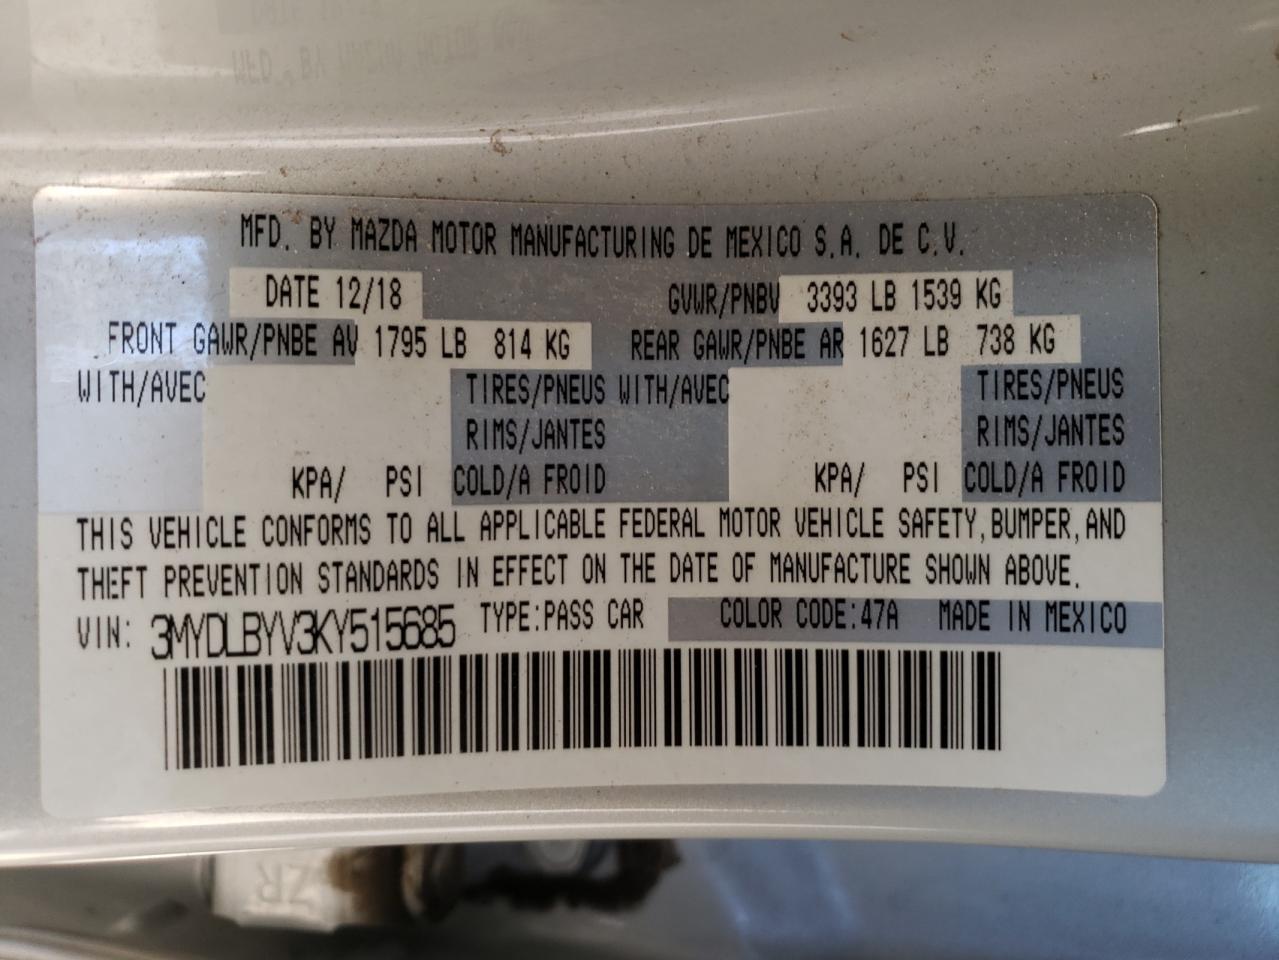 MFD. BY MAZDA MOTOR MANUFACTURING DE MEXICO S.A. DE C.V.
DATE 12/18 GVWR/PNBV 3393 LB 1539 KG
FRONT GAWR/PNBE AV 1795 LB 814 KG REAR GAWR/PNBE AR 1627 LB 738 KG
WITH/AVEC TIRES/PNEUS WITH/AVEC TIRES/PNEUS
RIMS/JANTES RIMS/JANTES
KPA/ PSI COLD/A FROID KPA/ PSI COLD/A FROID
THIS VEHICLE CONFORMS TO ALL APPLICABLE FEDERAL MOTOR VEHICLE SAFETY, BUMPER, AND
THEFT PREVENTION STANDARDS IN EFFECT ON THE DATE OF MANUFACTURE SHOWN ABOVE.
VIN: 3MYDLBYV3KY515685 TYPE:PASS CAR COLOR CODE:47A MADE IN MEXICO